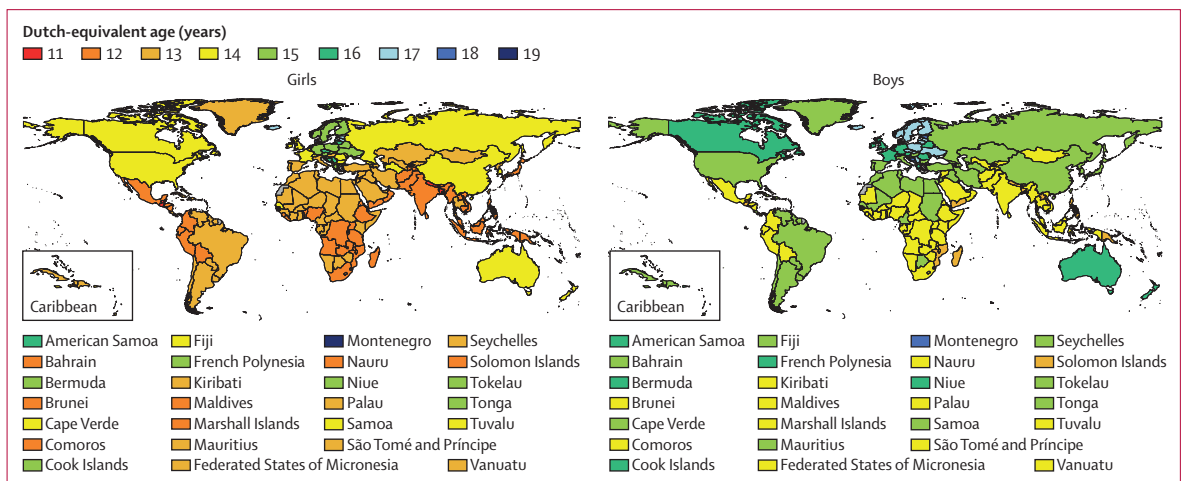 Dutch-equivalent age (years)
11 12 13 14 15 16 17 18 19
Girls
Caribbean
American Samoa Fiji Montenegro Seychelles
Bahrain French Polynesia Nauru Solomon Islands
Bermuda Kiribati Niue Tokelau
Brunei Maldives Palau Tonga
Cape Verde Marshall Islands Samoa Tuvalu
Comoros Mauritius São Tomé and Príncipe
Cook Islands Federated States of Micronesia Vanuatu
Boys
Caribbean
American Samoa Fiji Montenegro Seychelles
Bahrain French Polynesia Nauru Solomon Islands
Bermuda Kiribati Niue Tokelau
Brunei Maldives Palau Tonga
Cape Verde Marshall Islands Samoa Tuvalu
Comoros Mauritius São Tomé and Príncipe
Cook Islands Federated States of Micronesia Vanuatu